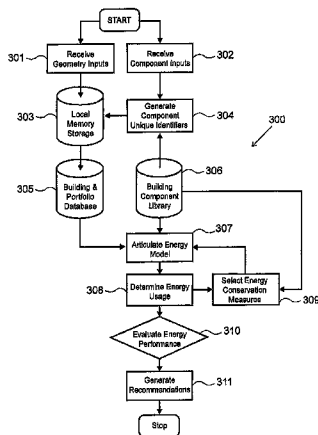 START
301
Receive
Geometry Inputs
Receive
Component Inputs
302
303
Local
Memory
Storage
Generate
Component
Unique Identifiers
304
300
305
Building &
Portfolio
Database
Building
Component
Library
306
307
Articulate Energy
Model
308
Determine Energy
Usage
Select Energy
Conservation
Measures
309
310
Evaluate Energy
Performance
Generate
Recommendations
311
Stop